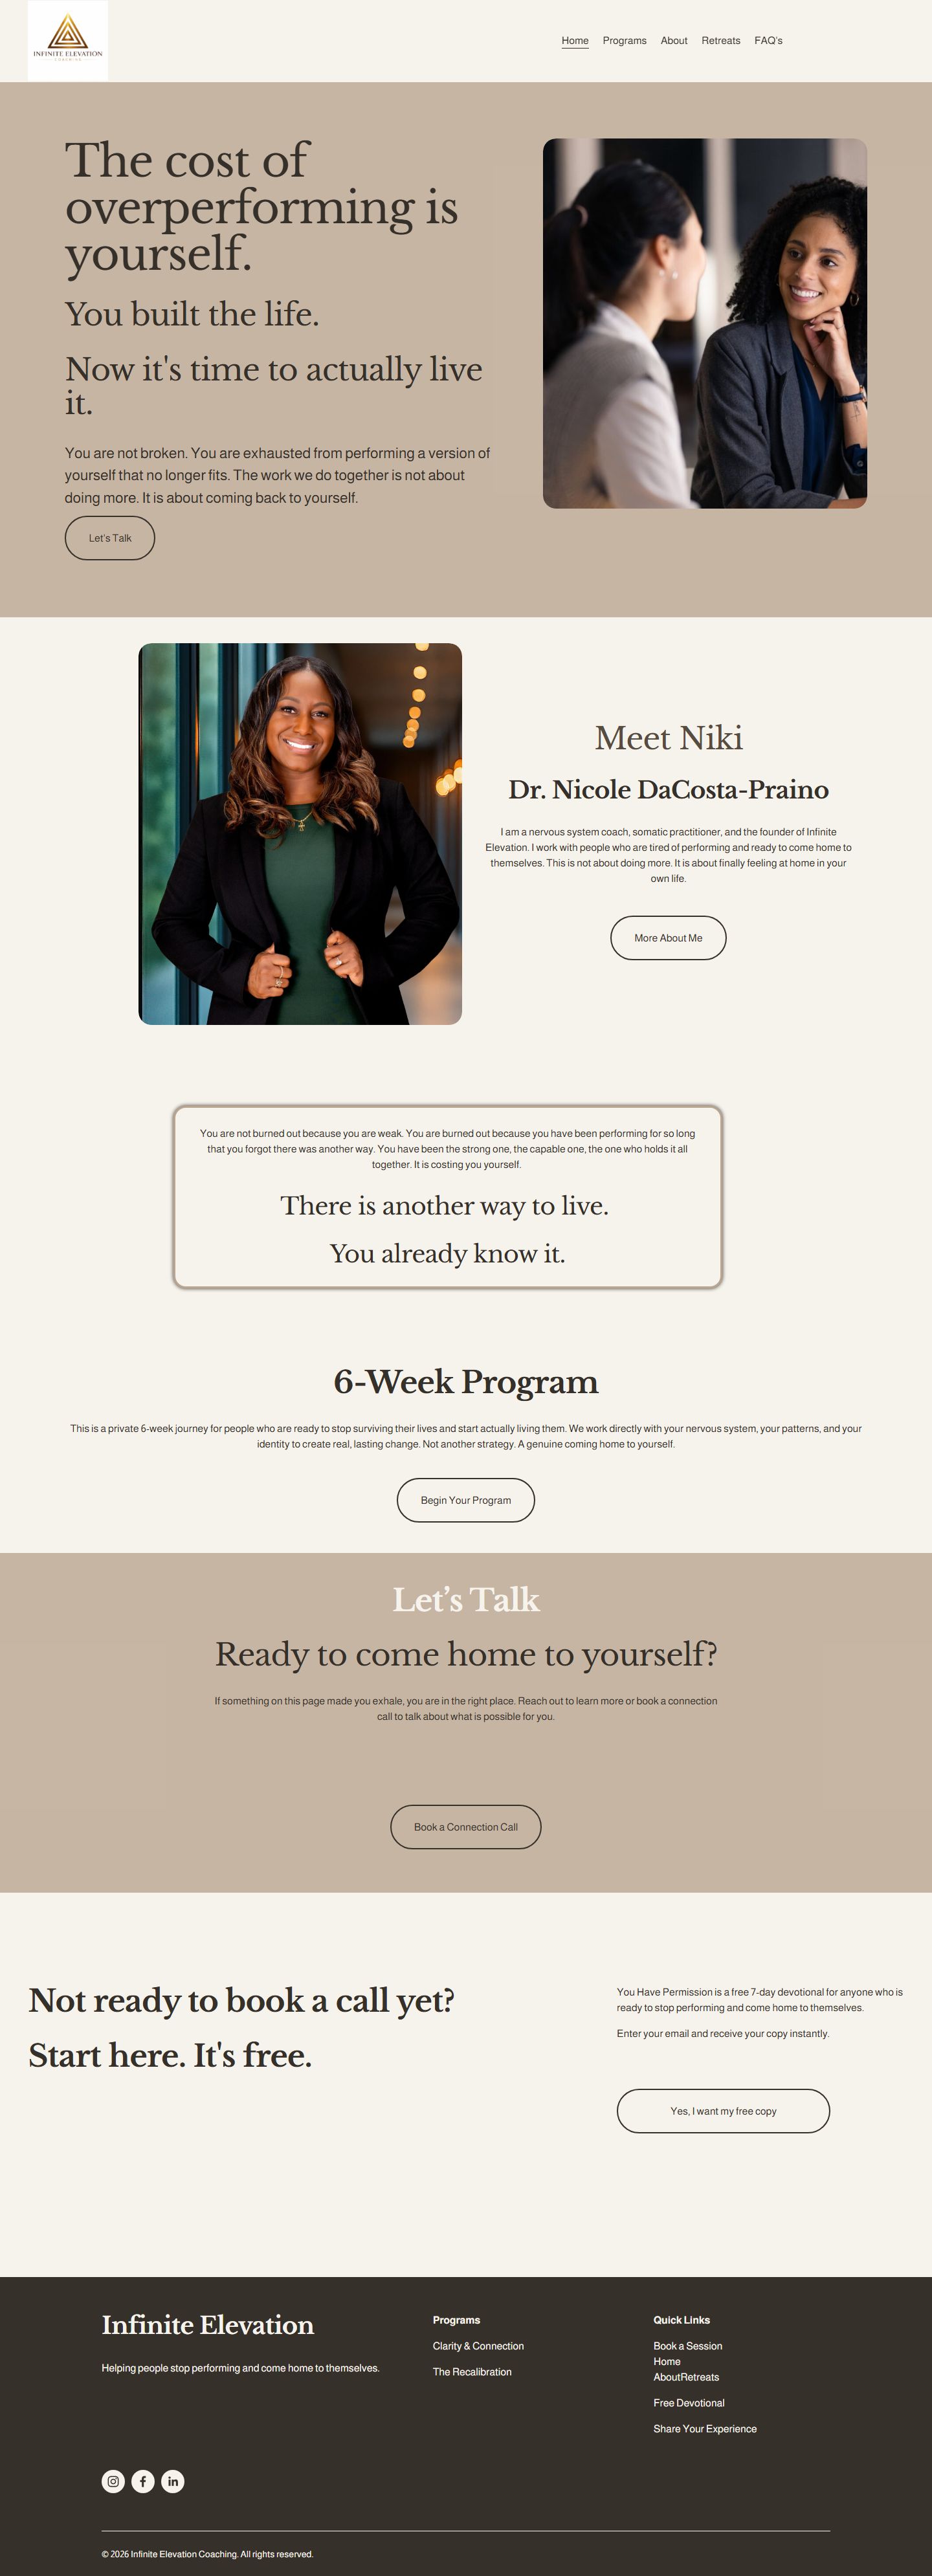 INFINITE ELEVATION
COACHING
Home Programs About Retreats FAQ's
The cost of
overperforming is
yourself.
You built the life.
Now it's time to actually live
it.
You are not broken. You are exhausted from performing a version of
yourself that no longer fits. The work we do together is not about
doing more. It is about coming back to yourself.
Let's Talk
Meet Niki
Dr. Nicole DaCosta-Praino
I am a nervous system coach, somatic practitioner, and the founder of Infinite
Elevation. I work with people who are tired of performing and ready to come home to
themselves. This is not about doing more. It is about finally feeling at home in your
own life.
More About Me
You are not burned out because you are weak. You are burned out because you have been performing for so long
that you forgot there was another way. You have been the strong one, the capable one, the one who holds it all
together. It is costing you yourself.
There is another way to live.
You already know it.
6-Week Program
This is a private 6-week journey for people who are ready to stop surviving their lives and start actually living them. We work directly with your nervous system, your patterns, and your
identity to create real, lasting change. Not another strategy. A genuine coming home to yourself.
Begin Your Program
Let’s Talk
Ready to come home to yourself?
If something on this page made you exhale, you are in the right place. Reach out to learn more or book a connection
call to talk about what is possible for you.
Book a Connection Call
Not ready to book a call yet?
Start here. It's free.
You Have Permission is a free 7-day devotional for anyone who is
ready to stop performing and come home to themselves.
Enter your email and receive your copy instantly.
Yes, I want my free copy
Infinite Elevation
Helping people stop performing and come home to themselves.
Programs
Clarity & Connection
The Recalibration
Quick Links
Book a Session
Home
AboutRetreats
Free Devotional
Share Your Experience
© 2026 Infinite Elevation Coaching. All rights reserved.